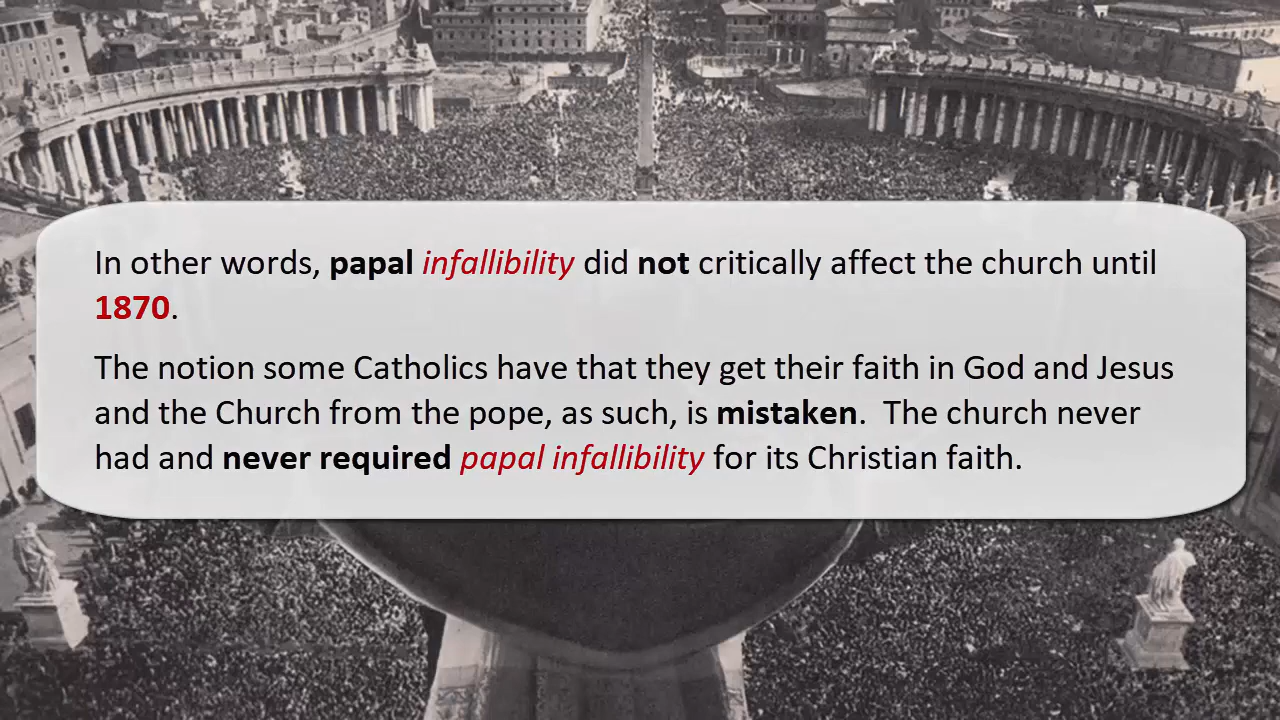 In other words, papal infallibility did not critically affect the church until
1870.
The notion some Catholics have that they get their faith in God and Jesus
and the Church from the pope, as such, is mistaken.  The church never
had and never required papal infallibility for its Christian faith.